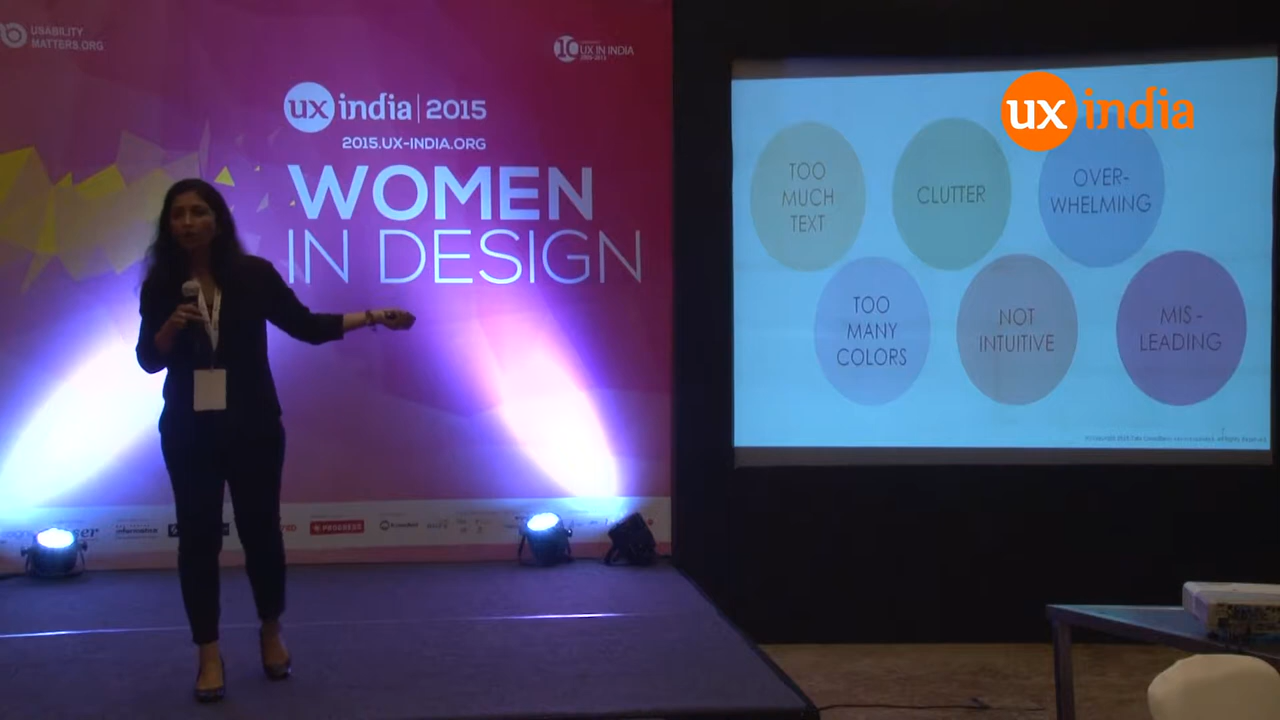 USABILITY
MATTERS.ORG
10
UX IN INDIA
ux india | 2015
2015.UX-INDIA.ORG
WOMEN
IN DESIGN
PROGRESS
ux india
TOO
MUCH
TEXT
CLUTTER
OVER-
WHELMING
TOO
MANY
COLORS
NOT
INTUITIVE
MIS -
LEADING